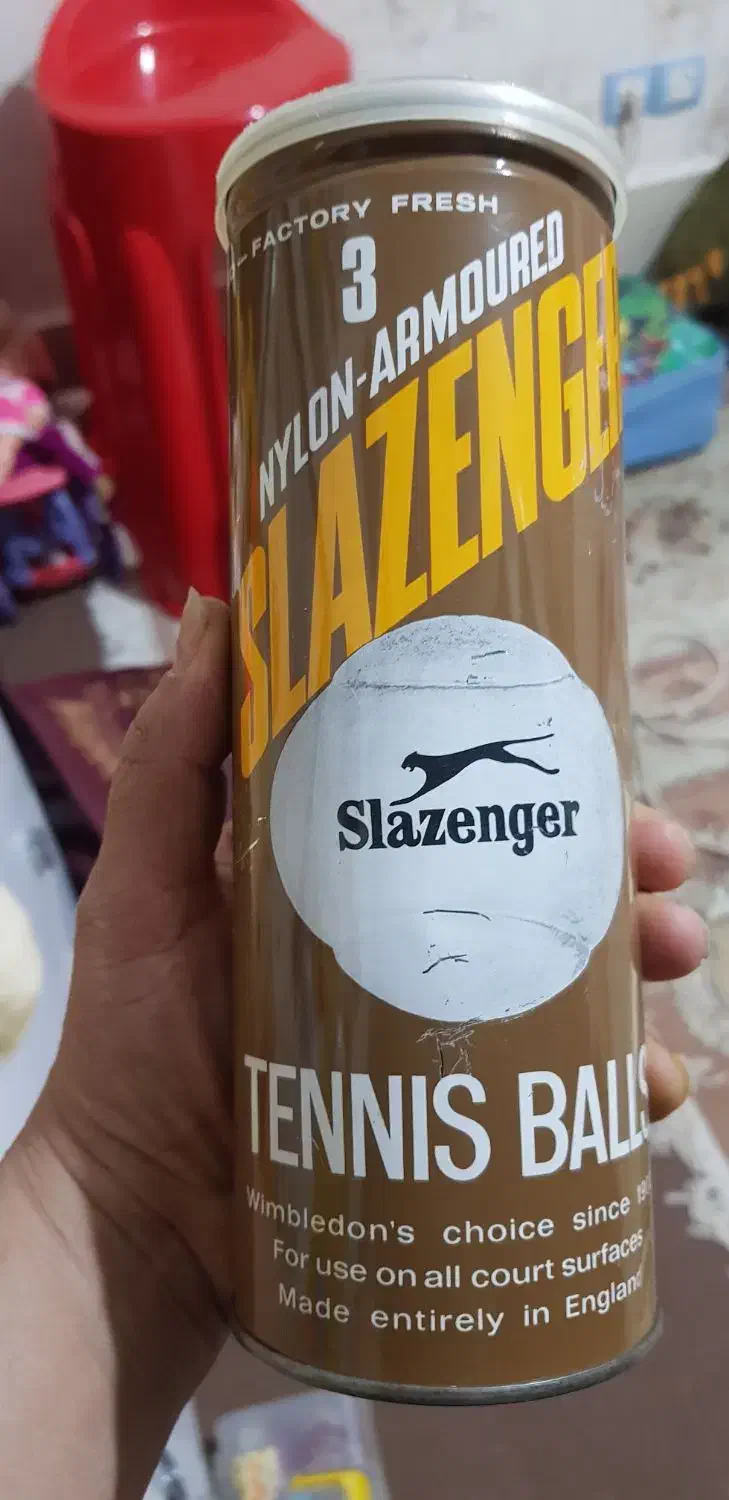 FACTORY FRESH
3
NYLON-ARMOURED
SLAZENGER
Slazenger
TENNIS BALLS
Wimbledon's choice since
For use on all court surfaces
Made entirely in England